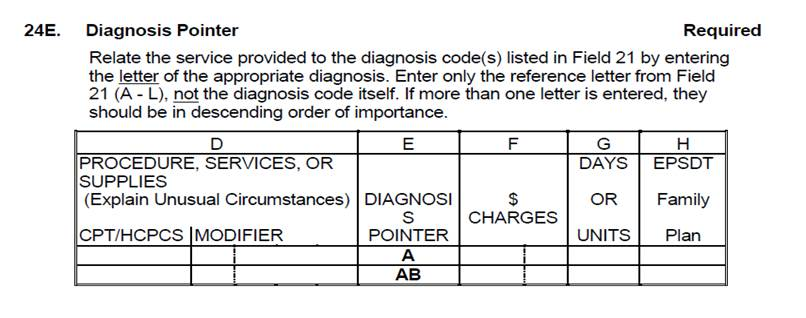 24E. Diagnosis Pointer Required
Relate the service provided to the diagnosis code(s) listed in Field 21 by entering
the letter of the appropriate diagnosis. Enter only the reference letter from Field
21 (A - L), not the diagnosis code itself. If more than one letter is entered, they
should be in descending order of importance.
D E F G H
PROCEDURE, SERVICES, OR DAYS EPSDT
SUPPLIES
(Explain Unusual Circumstances) DIAGNOSI $ OR Family
S CHARGES
CPT/HCPCS MODIFIER POINTER UNITS Plan
A
AB